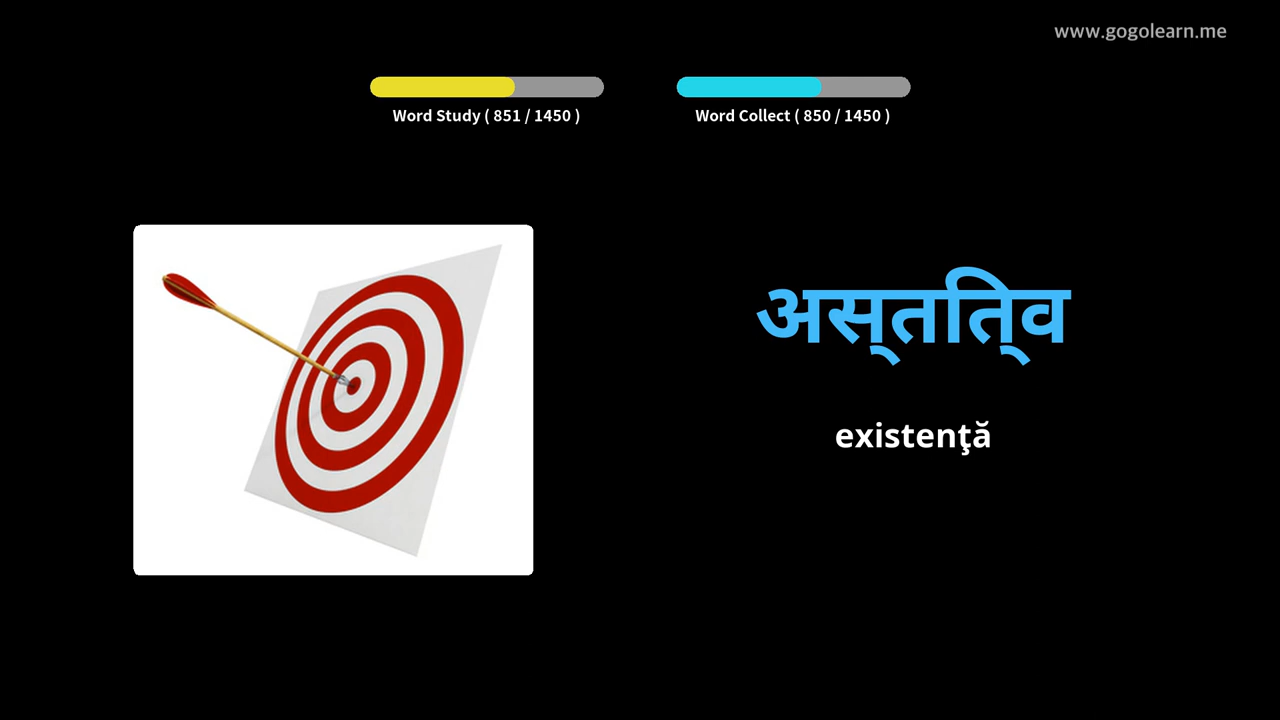 www.gogolearn.me
Word Study ( 851 / 1450 )
Word Collect ( 850 / 1450 )
अस्तित्व
existenţă